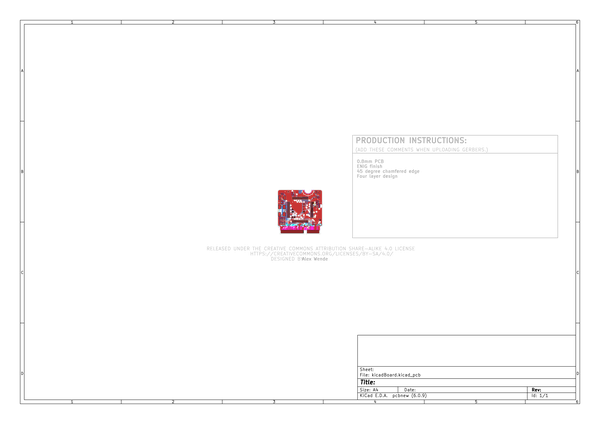 1 2 3 4 5 6
A A
PRODUCTION INSTRUCTIONS:
(ADD THESE COMMENTS WHEN UPLOADING GERBERS.)
0.8mm PCB
ENIG finish
45 degree chamfered edge
Four layer design
B B
RELEASED UNDER THE CREATIVE COMMONS ATTRIBUTION SHARE-ALIKE 4.0 LICENSE
HTTPS://CREATIVECOMMONS.ORG/LICENSES/BY-SA/4.0/
DESIGNED BY:
C C
Sheet:
File: kicadBoard.kicad_pcb
D D
Title:
Size: A4 Date: Rev:
KiCad E.D.A. pcbnew (6.0.9) Id: 1/1
1 2 3 4 5 6